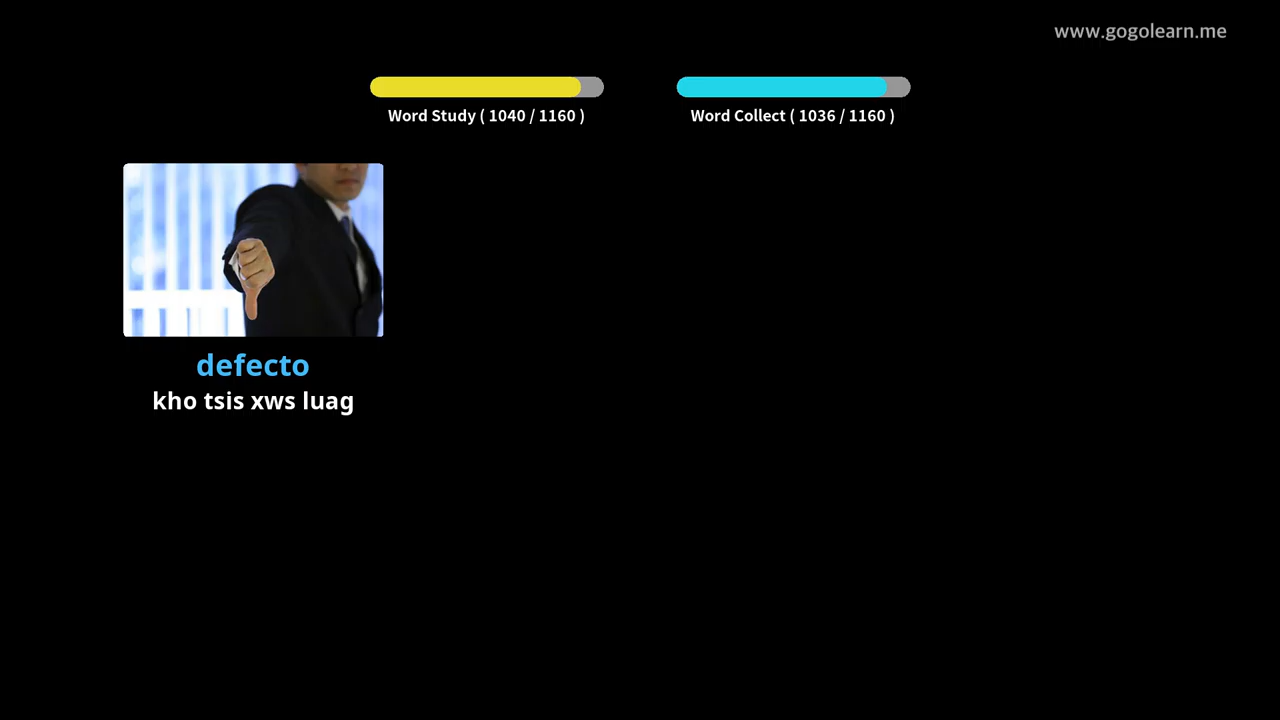 www.gogolearn.me
Word Study ( 1040 / 1160 )
Word Collect ( 1036 / 1160 )
defecto
kho tsis xws luag